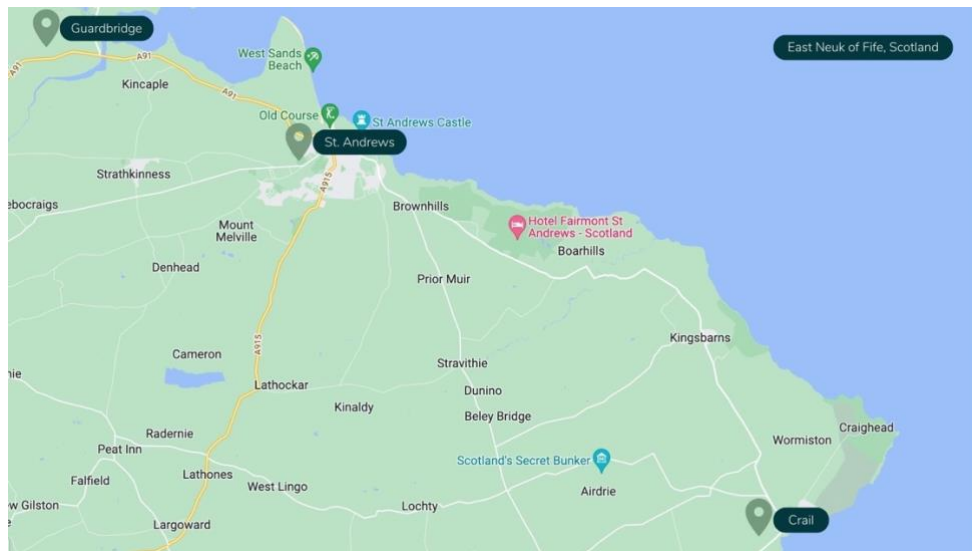 Guardbridge
East Neuk of Fife, Scotland
A91
A91
West Sands
Beach
Kincaple
A91
Old Course
St Andrews Castle
St. Andrews
Strathkinness
A915
ebocraigs
Brownhills
Mount
Melville
Hotel Fairmont St
Andrews - Scotland
Boarhills
Denhead
Prior Muir
A915
Kingsbarns
Cameron
Stravithie
nie
Lathockar
Dunino
Kinaldy
Beley Bridge
Craighead
Radernie
Wormiston
Peat Inn
Scotland's Secret Bunker
Lathones
Falfield
West Lingo
Airdrie
w Gilston
Lochty
Largoward
Crail